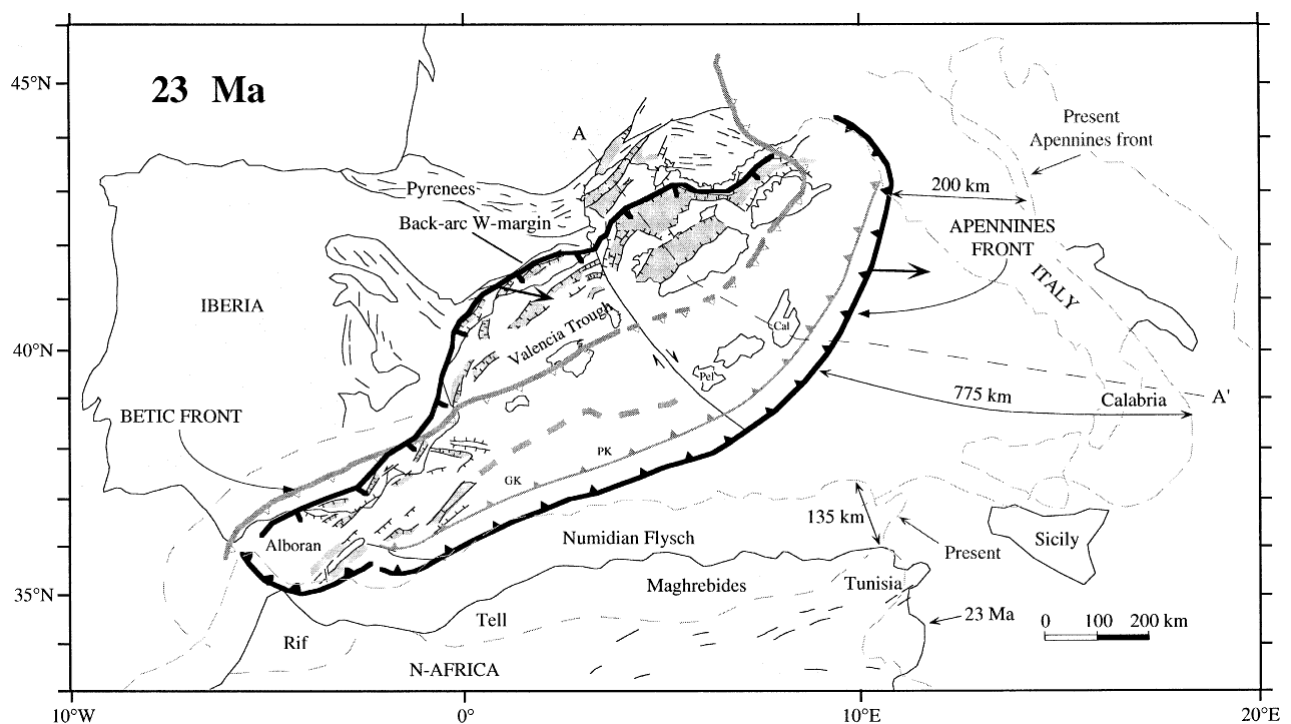 45°N
23 Ma
A
Present
Apennines front
Pyrenees
200 km
Back-arc W-margin
APENNINES
FRONT
IBERIA
ITALY
Valencia Trough
Cal
40°N
Pel
775 km
Calabria
A'
BETIC FRONT
PK
GK
135 km
Alboran
Numidian Flysch
Sicily
Present
Maghrebides
Tunisia
35°N
Tell
23 Ma
0 100 200 km
Rif
N-AFRICA
10°W
0°
10°E
20°E